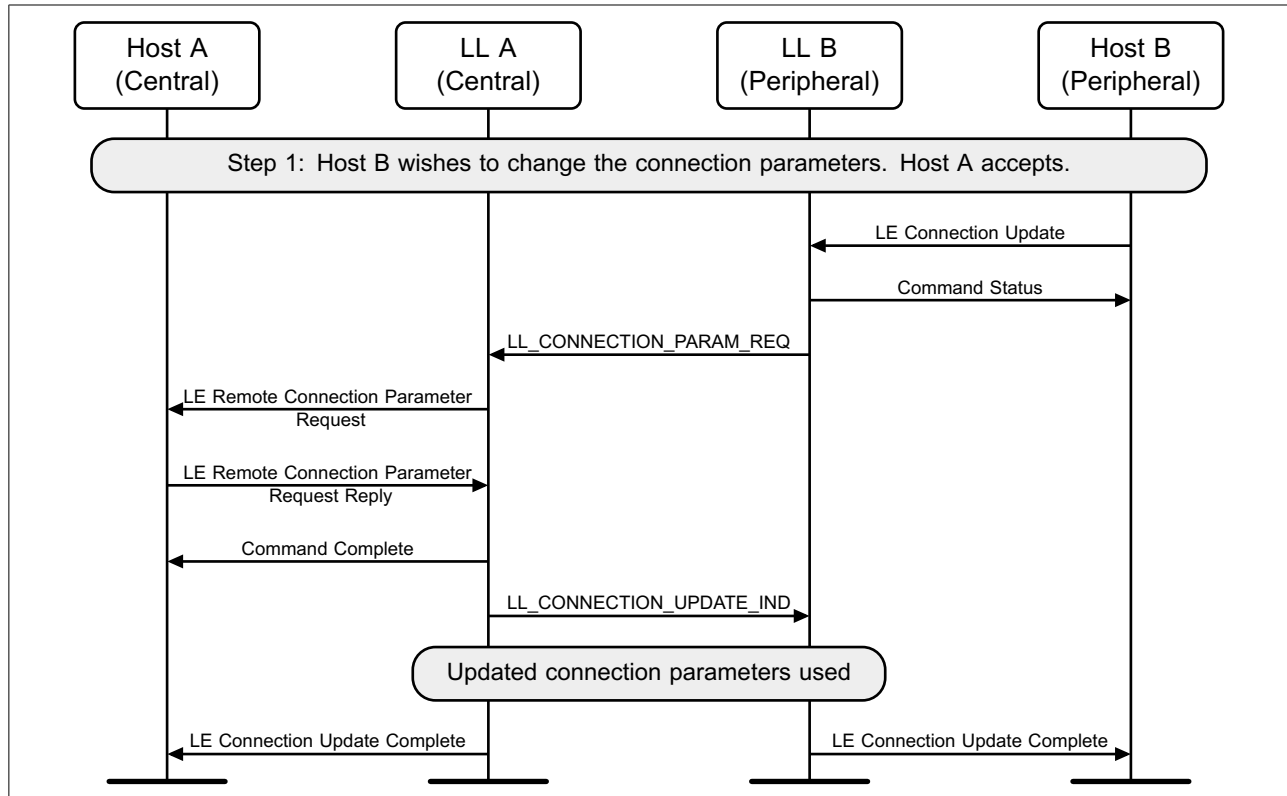 Host A
(Central)
LL A
(Central)
LL B
(Peripheral)
Host B
(Peripheral)
Step 1: Host B wishes to change the connection parameters. Host A accepts.
LE Connection Update
Command Status
LL_CONNECTION_PARAM_REQ
LE Remote Connection Parameter
Request
LE Remote Connection Parameter
Request Reply
Command Complete
LL_CONNECTION_UPDATE_IND
Updated connection parameters used
LE Connection Update Complete
LE Connection Update Complete